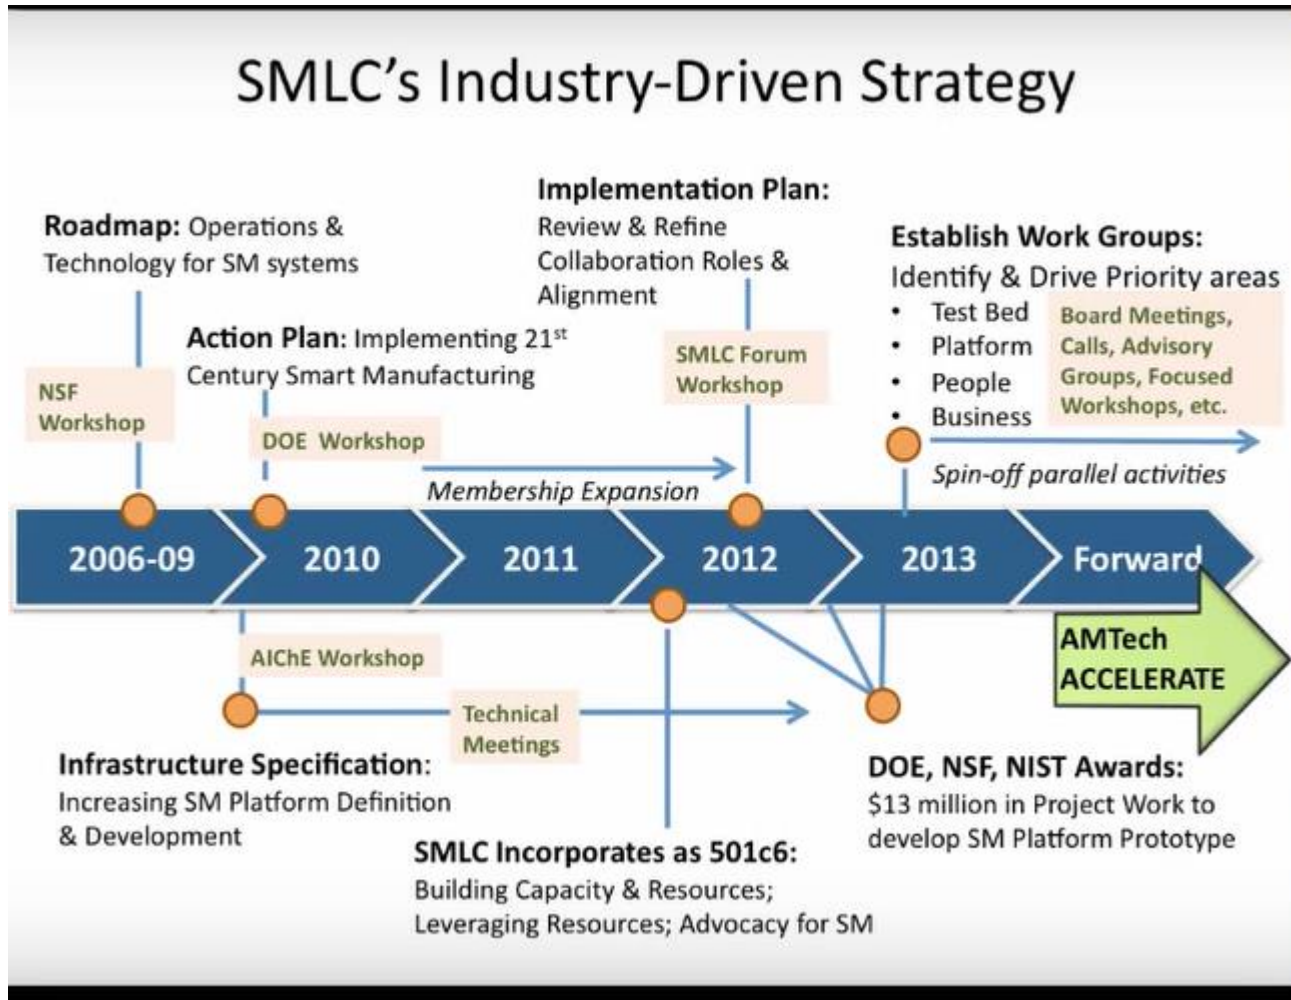 SMLC's Industry-Driven Strategy
Roadmap: Operations &
Technology for SM systems
NSF
Workshop
Action Plan: Implementing 21st
Century Smart Manufacturing
DOE Workshop
Membership Expansion
Implementation Plan:
Review & Refine
Collaboration Roles &
Alignment
SMLC Forum
Workshop
Establish Work Groups:
Identify & Drive Priority areas
• Test Bed
• Platform
• People
• Business
Board Meetings,
Calls, Advisory
Groups, Focused
Workshops, etc.
Spin-off parallel activities
2006-09
2010
2011
2012
2013
Forward
AIChE Workshop
Technical
Meetings
Infrastructure Specification:
Increasing SM Platform Definition
& Development
SMLC Incorporates as 501c6:
Building Capacity & Resources;
Leveraging Resources; Advocacy for SM
AMTech
ACCELERATE
DOE, NSF, NIST Awards:
$13 million in Project Work to
develop SM Platform Prototype